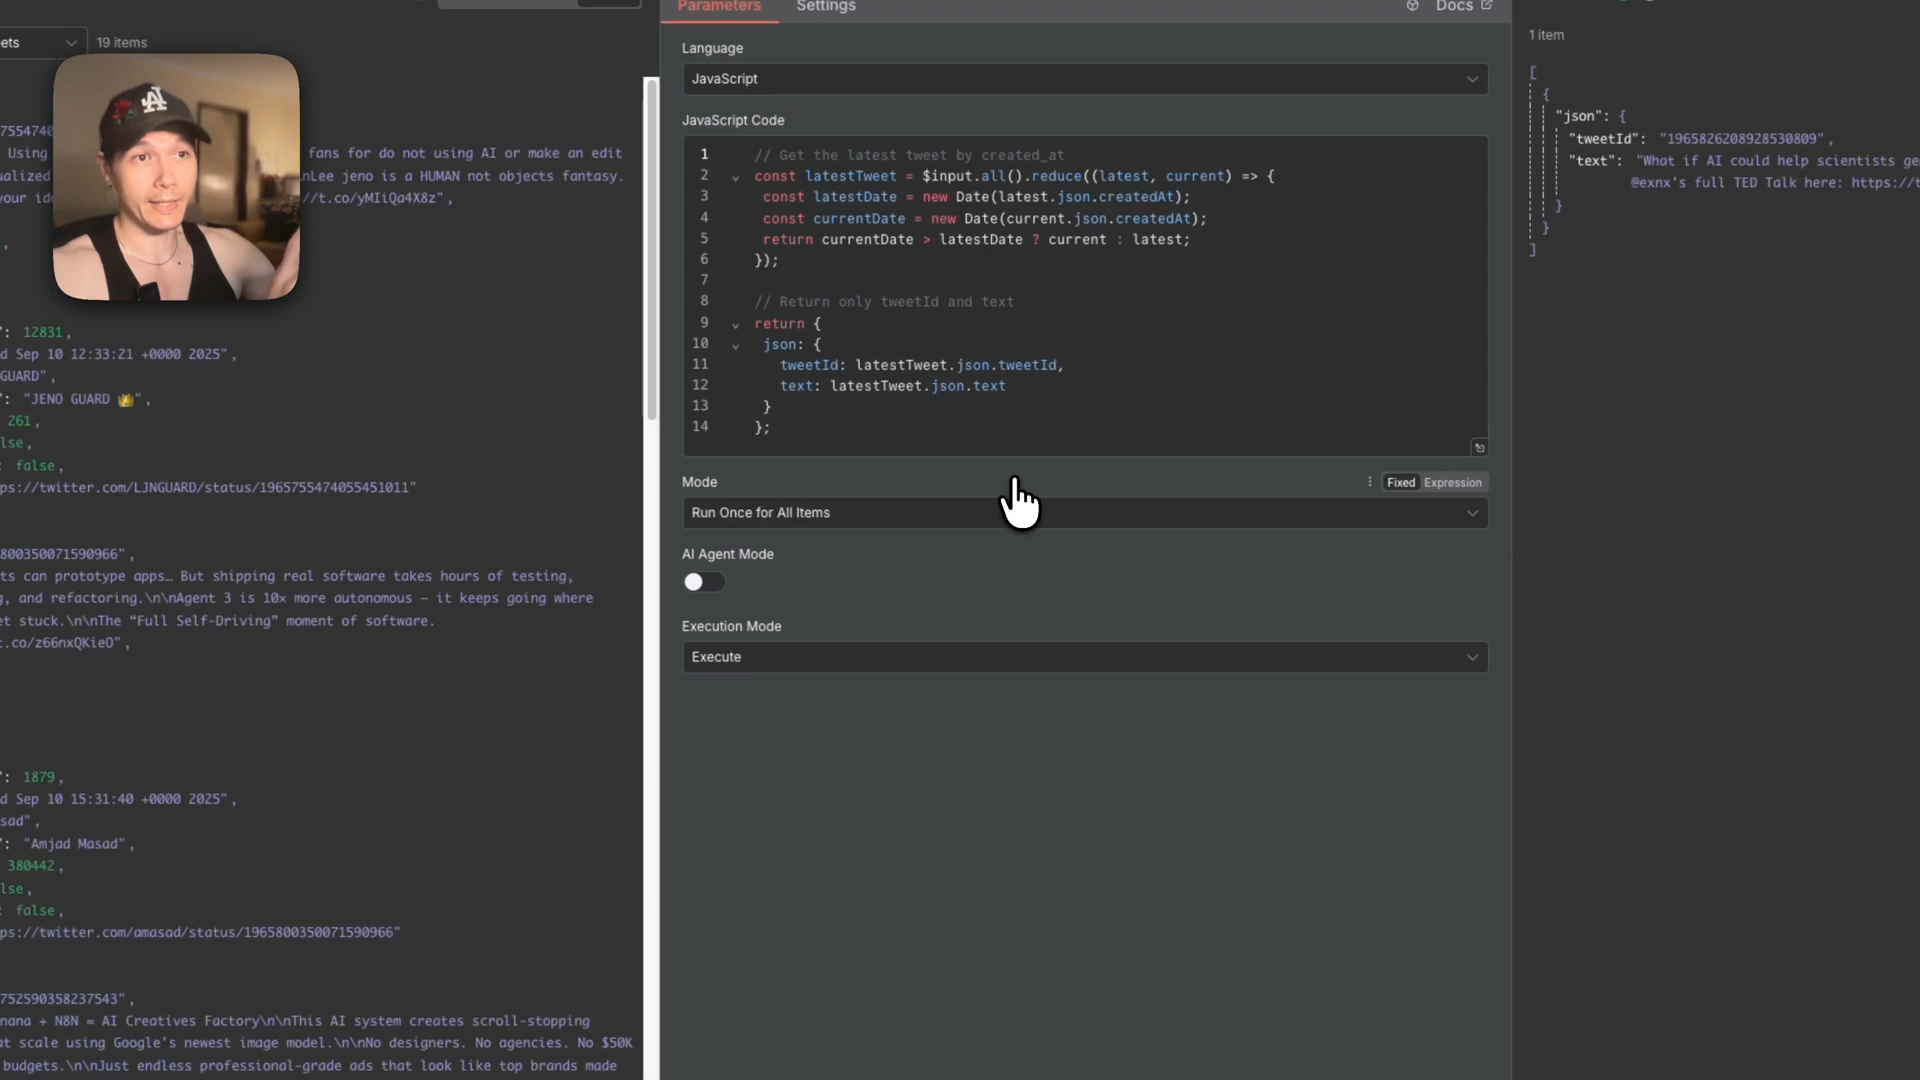 Parameters
Settings
Docs
ets
19 items
755474
Using
fans for do not using AI or make an edit
ualized
nLee jeno is a HUMAN not objects fantasy.
your id
//t.co/yMIiQa4X8z",
,
": 12831,
d Sep 10 12:33:21 +0000 2025",
GUARD",
": "JENO GUARD 👑",
261,
lse,
: false,
ps://twitter.com/LJNGUARD/status/1965755474055451011"
800350071590966",
ts can prototype apps… But shipping real software takes hours of testing,
g, and refactoring.\n\nAgent 3 is 10× more autonomous – it keeps going where
et stuck.\n\nThe “Full Self-Driving” moment of software.
t.co/z66nxQKieO",
": 1879,
d Sep 10 15:31:40 +0000 2025",
sad",
": "Amjad Masad",
380442,
lse,
: false,
ps://twitter.com/amasad/status/1965800350071590966"
752590358237543",
nana + N8N = AI Creatives Factory\n\nThis AI system creates scroll-stopping
at scale using Google's newest image model.\n\nNo designers. No agencies. No $50K
budgets.\n\nJust endless professional-grade ads that look like top brands made
Language
JavaScript
JavaScript Code
1 // Get the latest tweet by created_at
2 const latestTweet = $input.all().reduce((latest, current) => {
3 const latestDate = new Date(latest.json.createdAt);
4 const currentDate = new Date(current.json.createdAt);
5 return currentDate > latestDate ? current : latest;
6 });
7
8 // Return only tweetId and text
9 return {
10 json: {
11 tweetId: latestTweet.json.tweetId,
12 text: latestTweet.json.text
13 }
14 };
Mode
Fixed Expression
Run Once for All Items
AI Agent Mode
Execution Mode
Execute
1 item
[
{
"json": {
"tweetId": "1965826208928530809",
"text": "What if AI could help scientists ge
@exnx's full TED Talk here: https://t
}
}
]